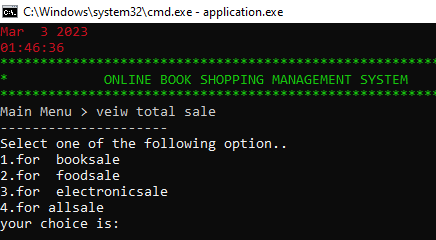 C:\Windows\system32\cmd.exe - application.exe
Mar  3 2023
01:46:36
******************************************************
*            ONLINE BOOK SHOPPING MANAGEMENT SYSTEM
******************************************************
Main Menu > veiw total sale
---------------------
Select one of the following option..
1.for  booksale
2.for  foodsale
3.for  electronicsale
4.for allsale
your choice is: